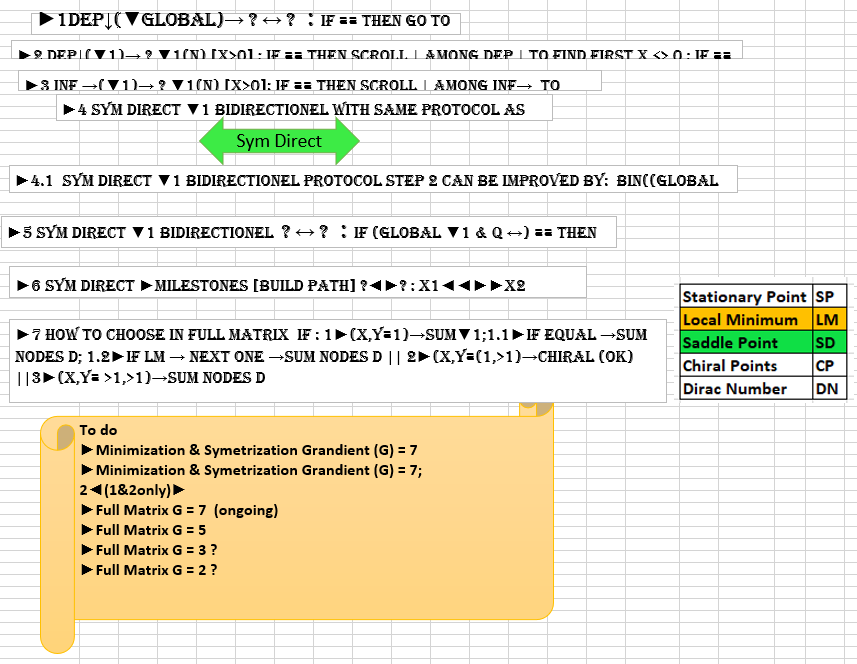 ►1DEP↓(▼GLOBAL)→ ? ↔ ? : IF == THEN GO TO
►2 DEP↓(▼1)→ ? ▼1(N) [X>0] : IF == THEN SCROLL ↓ AMONG DEP ↓ TO FIND FIRST X <> 0 : IF ==
►3 INF →(▼1)→ ? ▼1(N) [X>0]: IF == THEN SCROLL ↓ AMONG INF→ TO
►4 SYM DIRECT ▼1 BIDIRECTIONEL WITH SAME PROTOCOL AS
Sym Direct
►4.1 SYM DIRECT ▼1 BIDIRECTIONEL PROTOCOL STEP 2 CAN BE IMPROVED BY: BIN((GLOBAL
►5 SYM DIRECT ▼1 BIDIRECTIONEL ? ↔ ? : IF (GLOBAL ▼1 & Q ↔) == THEN
►6 SYM DIRECT ►MILESTONES [BUILD PATH] ?◄►? : X1◄◄►►X2
Stationary Point SP
Local Minimum LM
Saddle Point SD
Chiral Points CP
Dirac Number DN
►7 HOW TO CHOOSE IN FULL MATRIX IF : 1►(X,Y=1)→SUM▼1;1.1►IF EQUAL →SUM
NODES D; 1.2►IF LM → NEXT ONE →SUM NODES D || 2►(X,Y=(1,>1)→CHIRAL (OK)
||3►(X,Y= >1,>1)→SUM NODES D
To do
►Minimization & Symetrization Grandient (G) = 7
►Minimization & Symetrization Grandient (G) = 7;
2◄(1&2only)►
►Full Matrix G = 7 (ongoing)
►Full Matrix G = 5
►Full Matrix G = 3 ?
►Full Matrix G = 2 ?